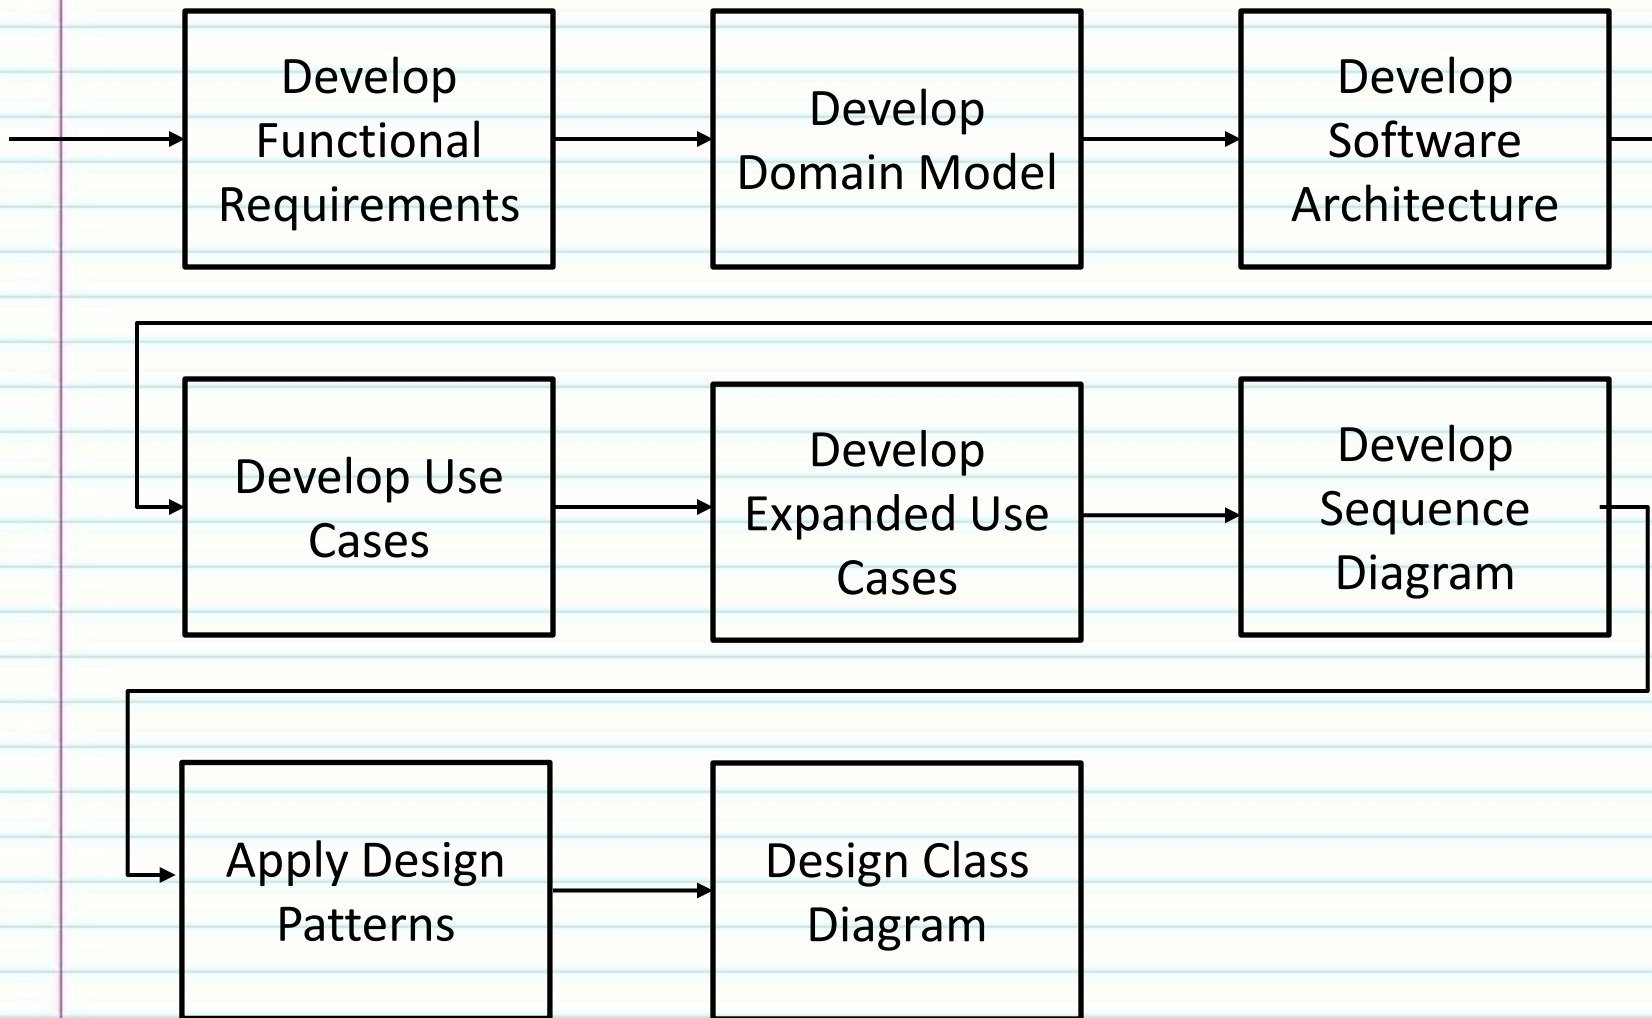 Develop
Functional
Requirements
Develop
Domain Model
Develop
Software
Architecture
Develop Use
Cases
Develop
Expanded Use
Cases
Develop
Sequence
Diagram
Apply Design
Patterns
Design Class
Diagram